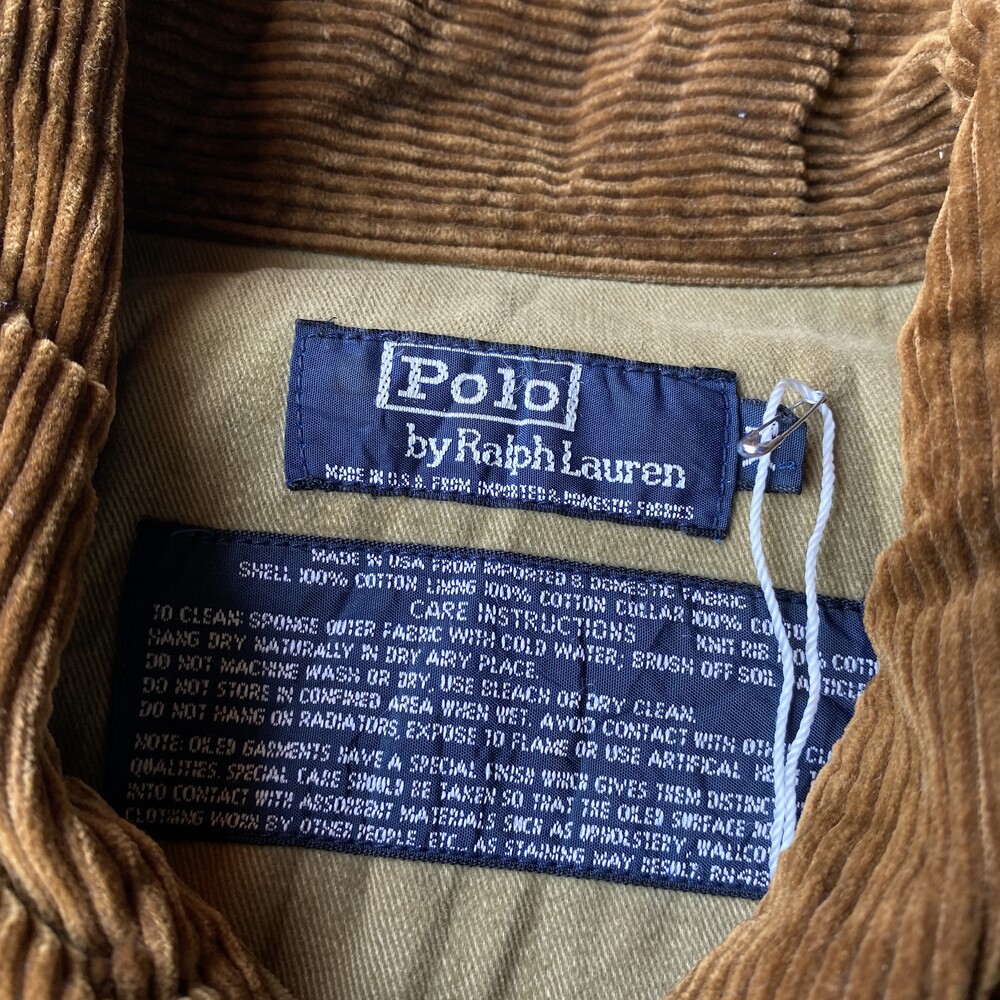 Polo
by Ralph Lauren
MADE IN U.S.A. FROM IMPORTED & DOMESTIC FABRICS
MADE IN USA FROM IMPORTED & DOMESTIC FABRIC
SHELL 100% COTTON LINING 100% COTTON COLLAR 100% COTTON
CARE INSTRUCTIONS KNIT RIB
TO CLEAN: SPONGE OUTER FABRIC WITH COLD WATER; BRUSH OFF SOIL
HANG DRY NATURALLY IN DRY AIRY PLACE.
DO NOT MACHINE WASH OR DRY, USE BLEACH OR DRY CLEAN.
DO NOT STORE IN CONFINED AREA WHEN WET. AVOID CONTACT WITH
DO NOT HANG ON RADIATORS, EXPOSE TO FLAME OR USE ARTIFICAL
NOTE: OILED GARMENTS HAVE A SPECIAL FINISH WHICH GIVES THEM
QUALITIES. SPECIAL CARE SHOULD BE TAKEN SO THAT THE OILED SURFACE
INTO CONTACT WITH ABSORBENT MATERIALS SUCH AS UPHOLSTERY,
CLOTHING WORN BY OTHER PEOPLE ETC. AS STAINING MAY RESULT.